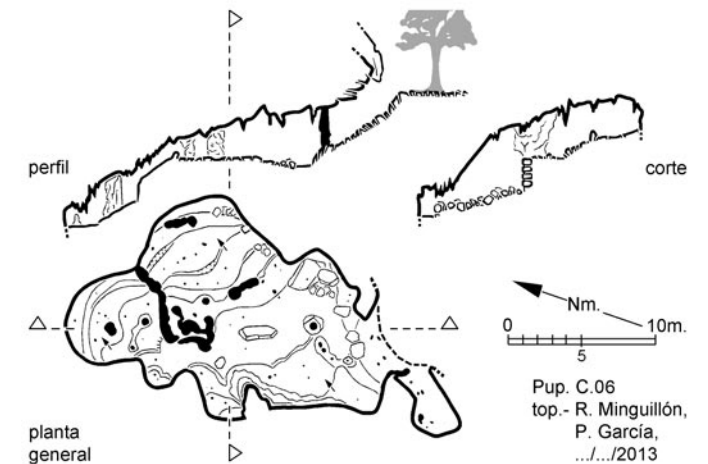 perfil
corte
Nm.
0
10m.
5
Pup. C.06
top.- R. Minguillón,
P. García,
.../.../2013
planta
general